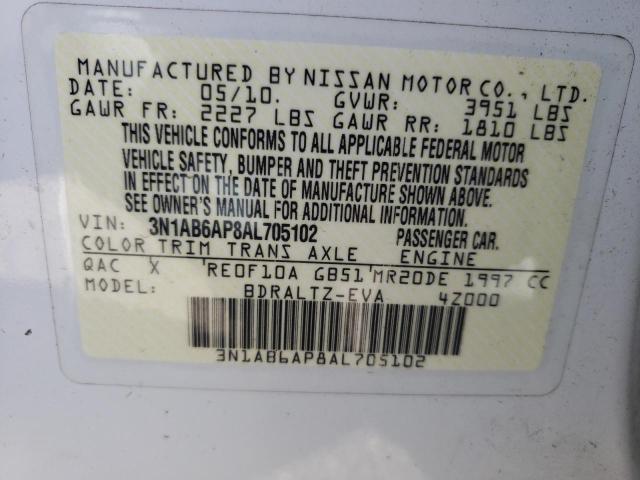 MANUFACTURED BY NISSAN MOTOR CO., LTD.
DATE: 05/10. GVWR: 3951 LBS
GAWR FR: 2227 LBS GAWR RR: 1810 LBS
THIS VEHICLE CONFORMS TO ALL APPLICABLE FEDERAL MOTOR
VEHICLE SAFETY, BUMPER AND THEFT PREVENTION STANDARDS
IN EFFECT ON THE DATE OF MANUFACTURE SHOWN ABOVE.
SEE OWNER'S MANUAL FOR ADDITIONAL INFORMATION.
VIN: 3N1AB6AP8AL705102 PASSENGER CAR.
COLOR TRIM TRANS AXLE ENGINE
QAC X RE0F10A GB51 MR20DE 1997 CC
MODEL: BDRALTZ-EVA 4Z000
3N1AB6AP8AL705102